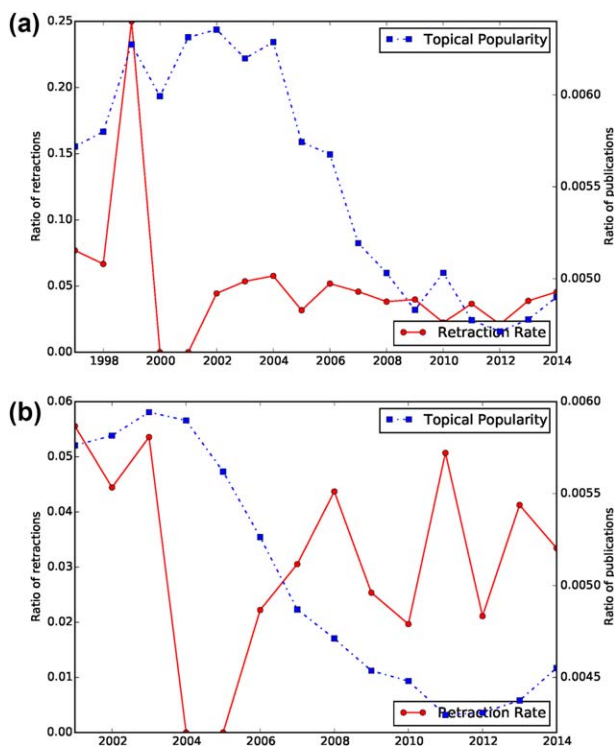 (a)
0.25
0.20
0.15
0.10
0.05
0.00
Ratio of retractions
Topical Popularity
Retraction Rate
0.0060
0.0055
0.0050
Ratio of publications
1998 2000 2002 2004 2006 2008 2010 2012 2014
(b)
0.06
0.05
0.04
0.03
0.02
0.01
0.00
Ratio of retractions
Topical Popularity
Retraction Rate
0.0060
0.0055
0.0050
0.0045
Ratio of publications
2002 2004 2006 2008 2010 2012 2014